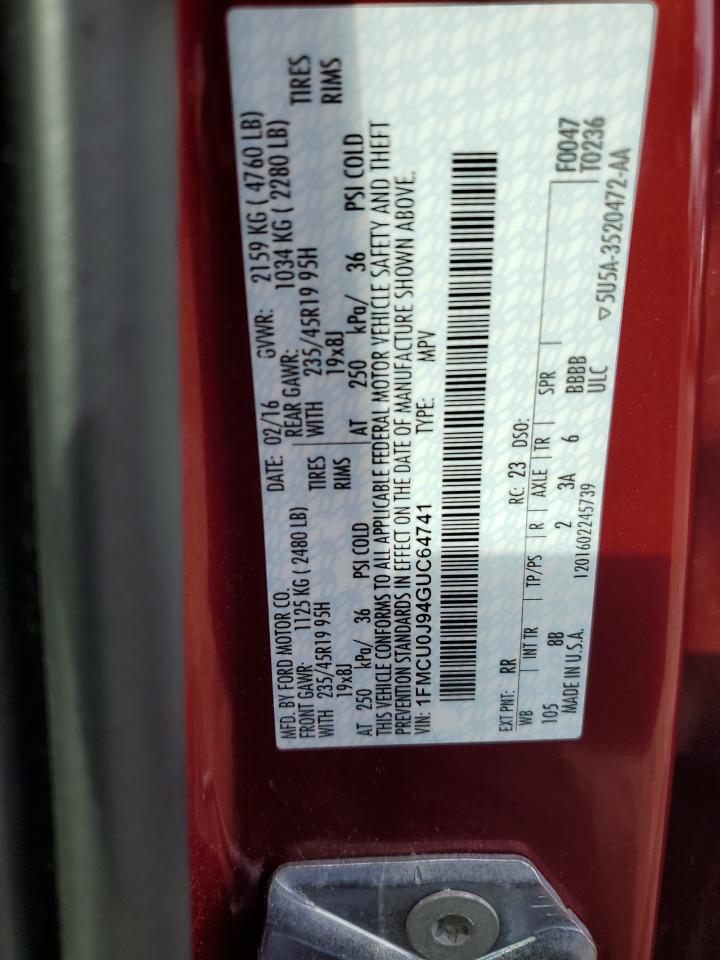 MFD. BY FORD MOTOR CO.
DATE: 02/16 GVWR: 2159 KG ( 4760 LB)
FRONT GAWR: 1125 KG ( 2480 LB)
REAR GAWR: 1034 KG ( 2280 LB)
WITH 235/45R19 95H TIRES
WITH 235/45R19 95H TIRES
19x8J RIMS
19x8J RIMS
AT 250 kPa/ 36 PSI COLD
AT 250 kPa/ 36 PSI COLD
THIS VEHICLE CONFORMS TO ALL APPLICABLE FEDERAL MOTOR VEHICLE SAFETY AND THEFT
PREVENTION STANDARDS IN EFFECT ON THE DATE OF MANUFACTURE SHOWN ABOVE.
VIN: 1FMCU0J94GUC64741 TYPE: MPV
EXT PNT: RR RC: 23 DSO: F0047
WB INT TR TP/PS R AXLE TR SPR T0236
105 8B 2 3A 6 BBBB
MADE IN U.S.A. 1201602245739 ULC ▽5U5A-3520472-AA